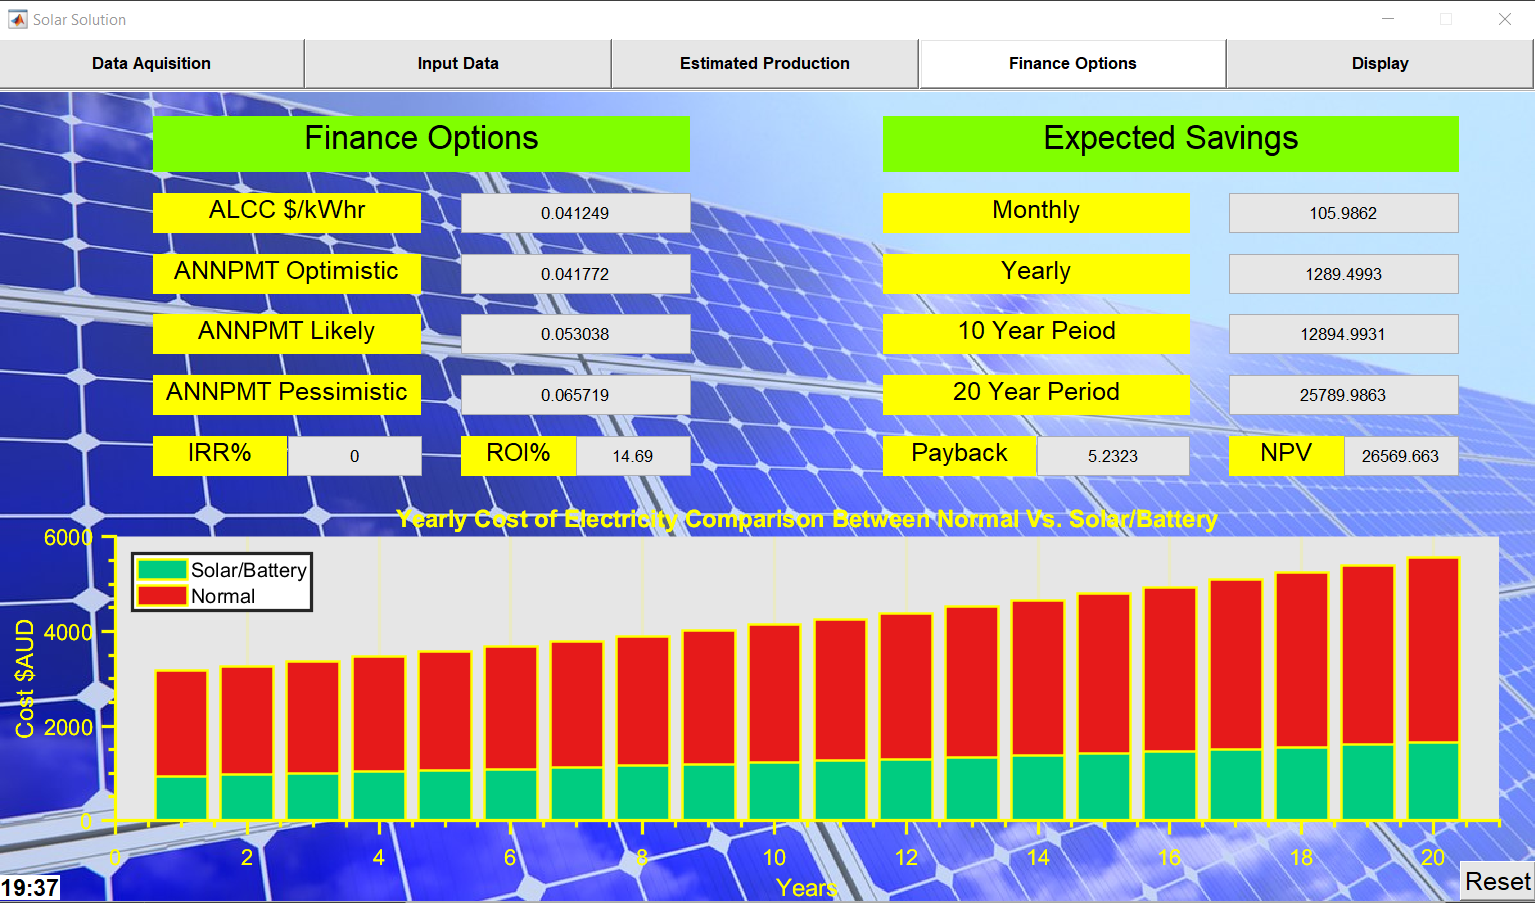 Solar Solution
Data Aquisition
Input Data
Estimated Production
Finance Options
Display
Finance Options
Expected Savings
ALCC $/kWhr
0.041249
Monthly
105.9862
ANNPMT Optimistic
0.041772
Yearly
1289.4993
ANNPMT Likely
0.053038
10 Year Peiod
12894.9931
ANNPMT Pessimistic
0.065719
20 Year Period
25789.9863
IRR%
0
ROI%
14.69
Payback
5.2323
NPV
26569.663
Yearly Cost of Electricity Comparison Between Normal Vs. Solar/Battery
6000
4000
2000
0
Cost $AUD
Solar/Battery
Normal
0
2
4
6
8
10
12
14
16
18
20
Years
19:37
Reset